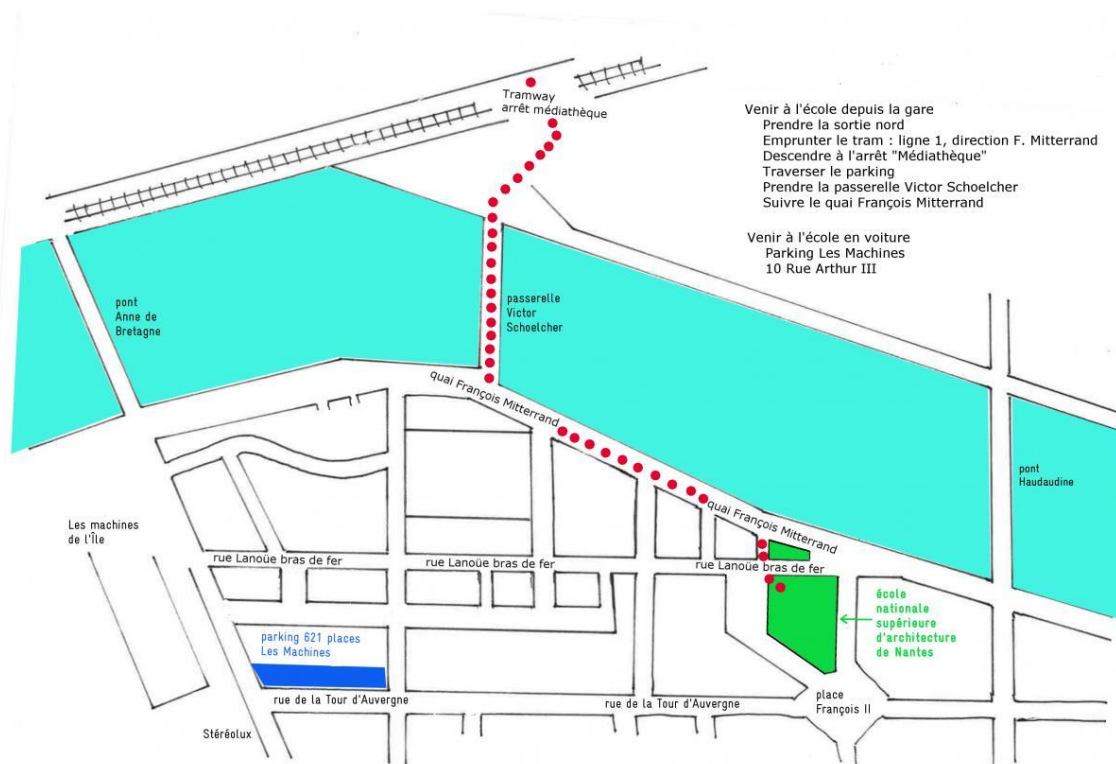 Tramway
arrêt médiathèque
Venir à l'école depuis la gare
Prendre la sortie nord
Emprunter le tram : ligne 1, direction F. Mitterrand
Descendre à l'arrêt "Médiathèque"
Traverser le parking
Prendre la passerelle Victor Schoelcher
Suivre le quai François Mitterrand
Venir à l'école en voiture
Parking Les Machines
10 Rue Arthur III
pont
Anne de
Bretagne
passerelle
Victor
Schoelcher
quai François Mitterrand
pont
Haudaudine
quai François Mitterrand
Les machines
de l'Île
rue Lanoüe bras de fer
rue Lanoüe bras de fer
rue Lanoüe bras de fer
école
nationale
supérieure
d'architecture
de Nantes
parking 621 places
Les Machines
rue de la Tour d'Auvergne
rue de la Tour d'Auvergne
place
François II
Stéréolux